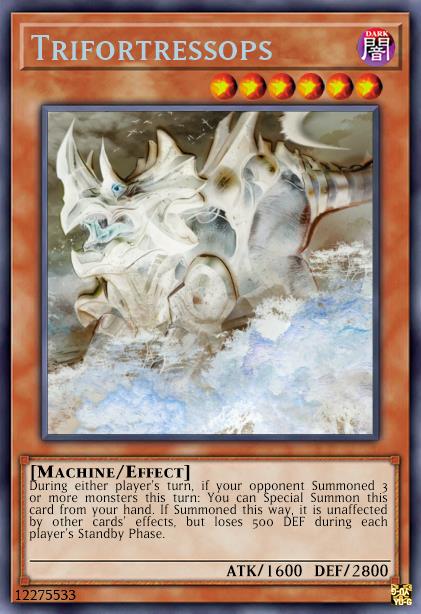 Trifortressops
DARK
闇
[Machine/Effect]
During either player's turn, if your opponent Summoned 3
or more monsters this turn: You can Special Summon this
card from your hand. If Summoned this way, it is unaffected
by other cards' effects, but loses 500 DEF during each
player's Standby Phase.
ATK/1600 DEF/2800
12275533